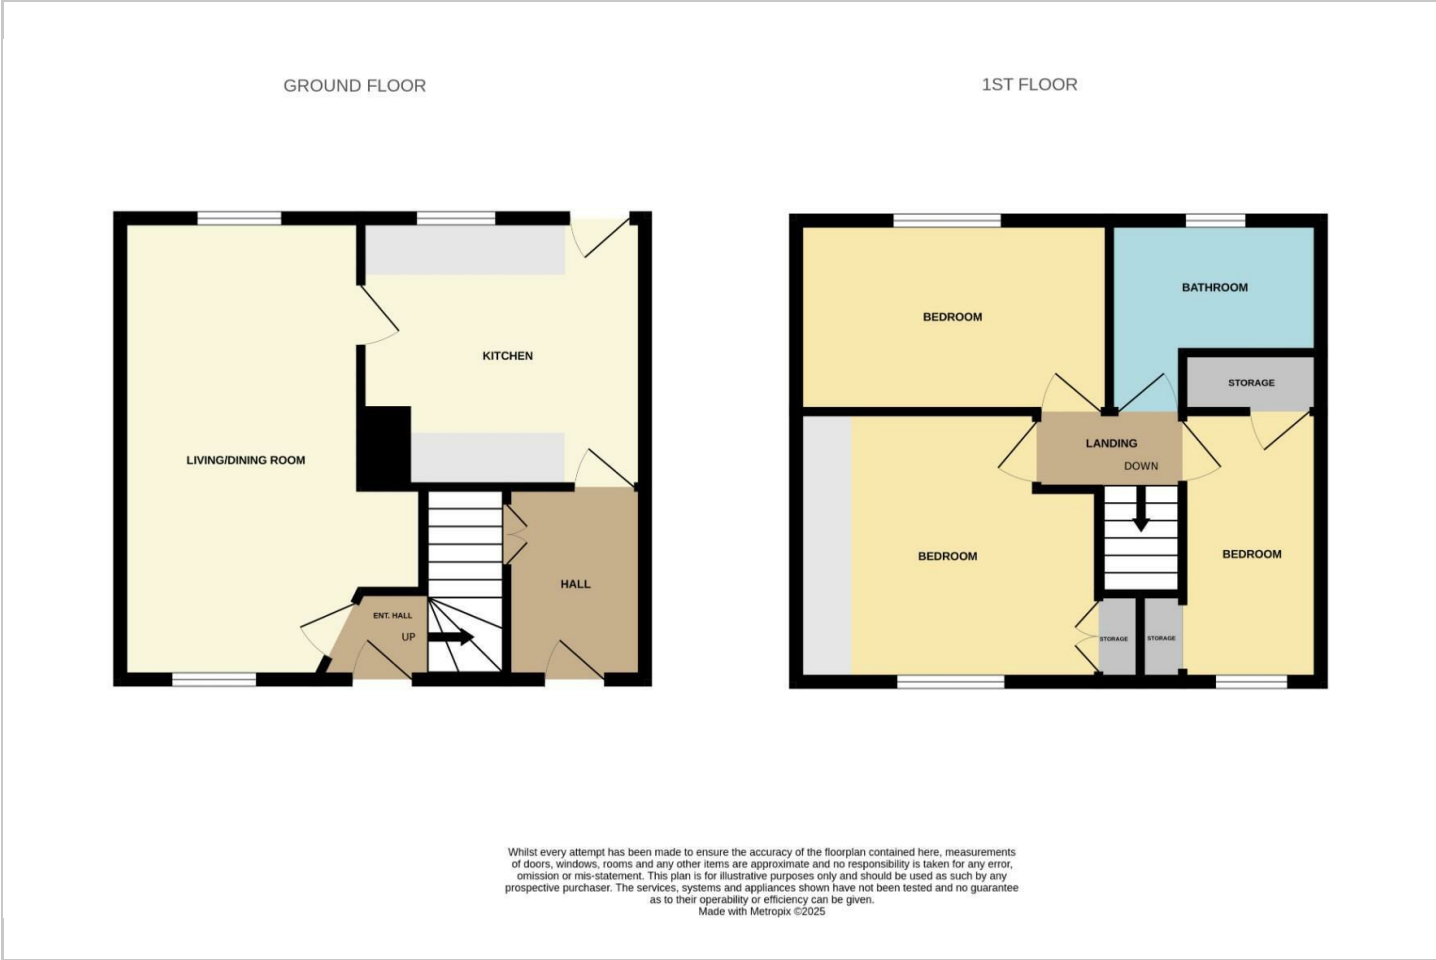 GROUND FLOOR
1ST FLOOR
KITCHEN
LIVING/DINING ROOM
HALL
ENT. HALL
UP
BATHROOM
BEDROOM
STORAGE
LANDING
DOWN
BEDROOM
BEDROOM
STORAGE
STORAGE
Whilst every attempt has been made to ensure the accuracy of the floorplan contained here, measurements
of doors, windows, rooms and any other items are approximate and no responsibility is taken for any error,
omission or mis-statement. This plan is for illustrative purposes only and should be used as such by any
prospective purchaser. The services, systems and appliances shown have not been tested and no guarantee
as to their operability or efficiency can be given.
Made with Metropix ©2025